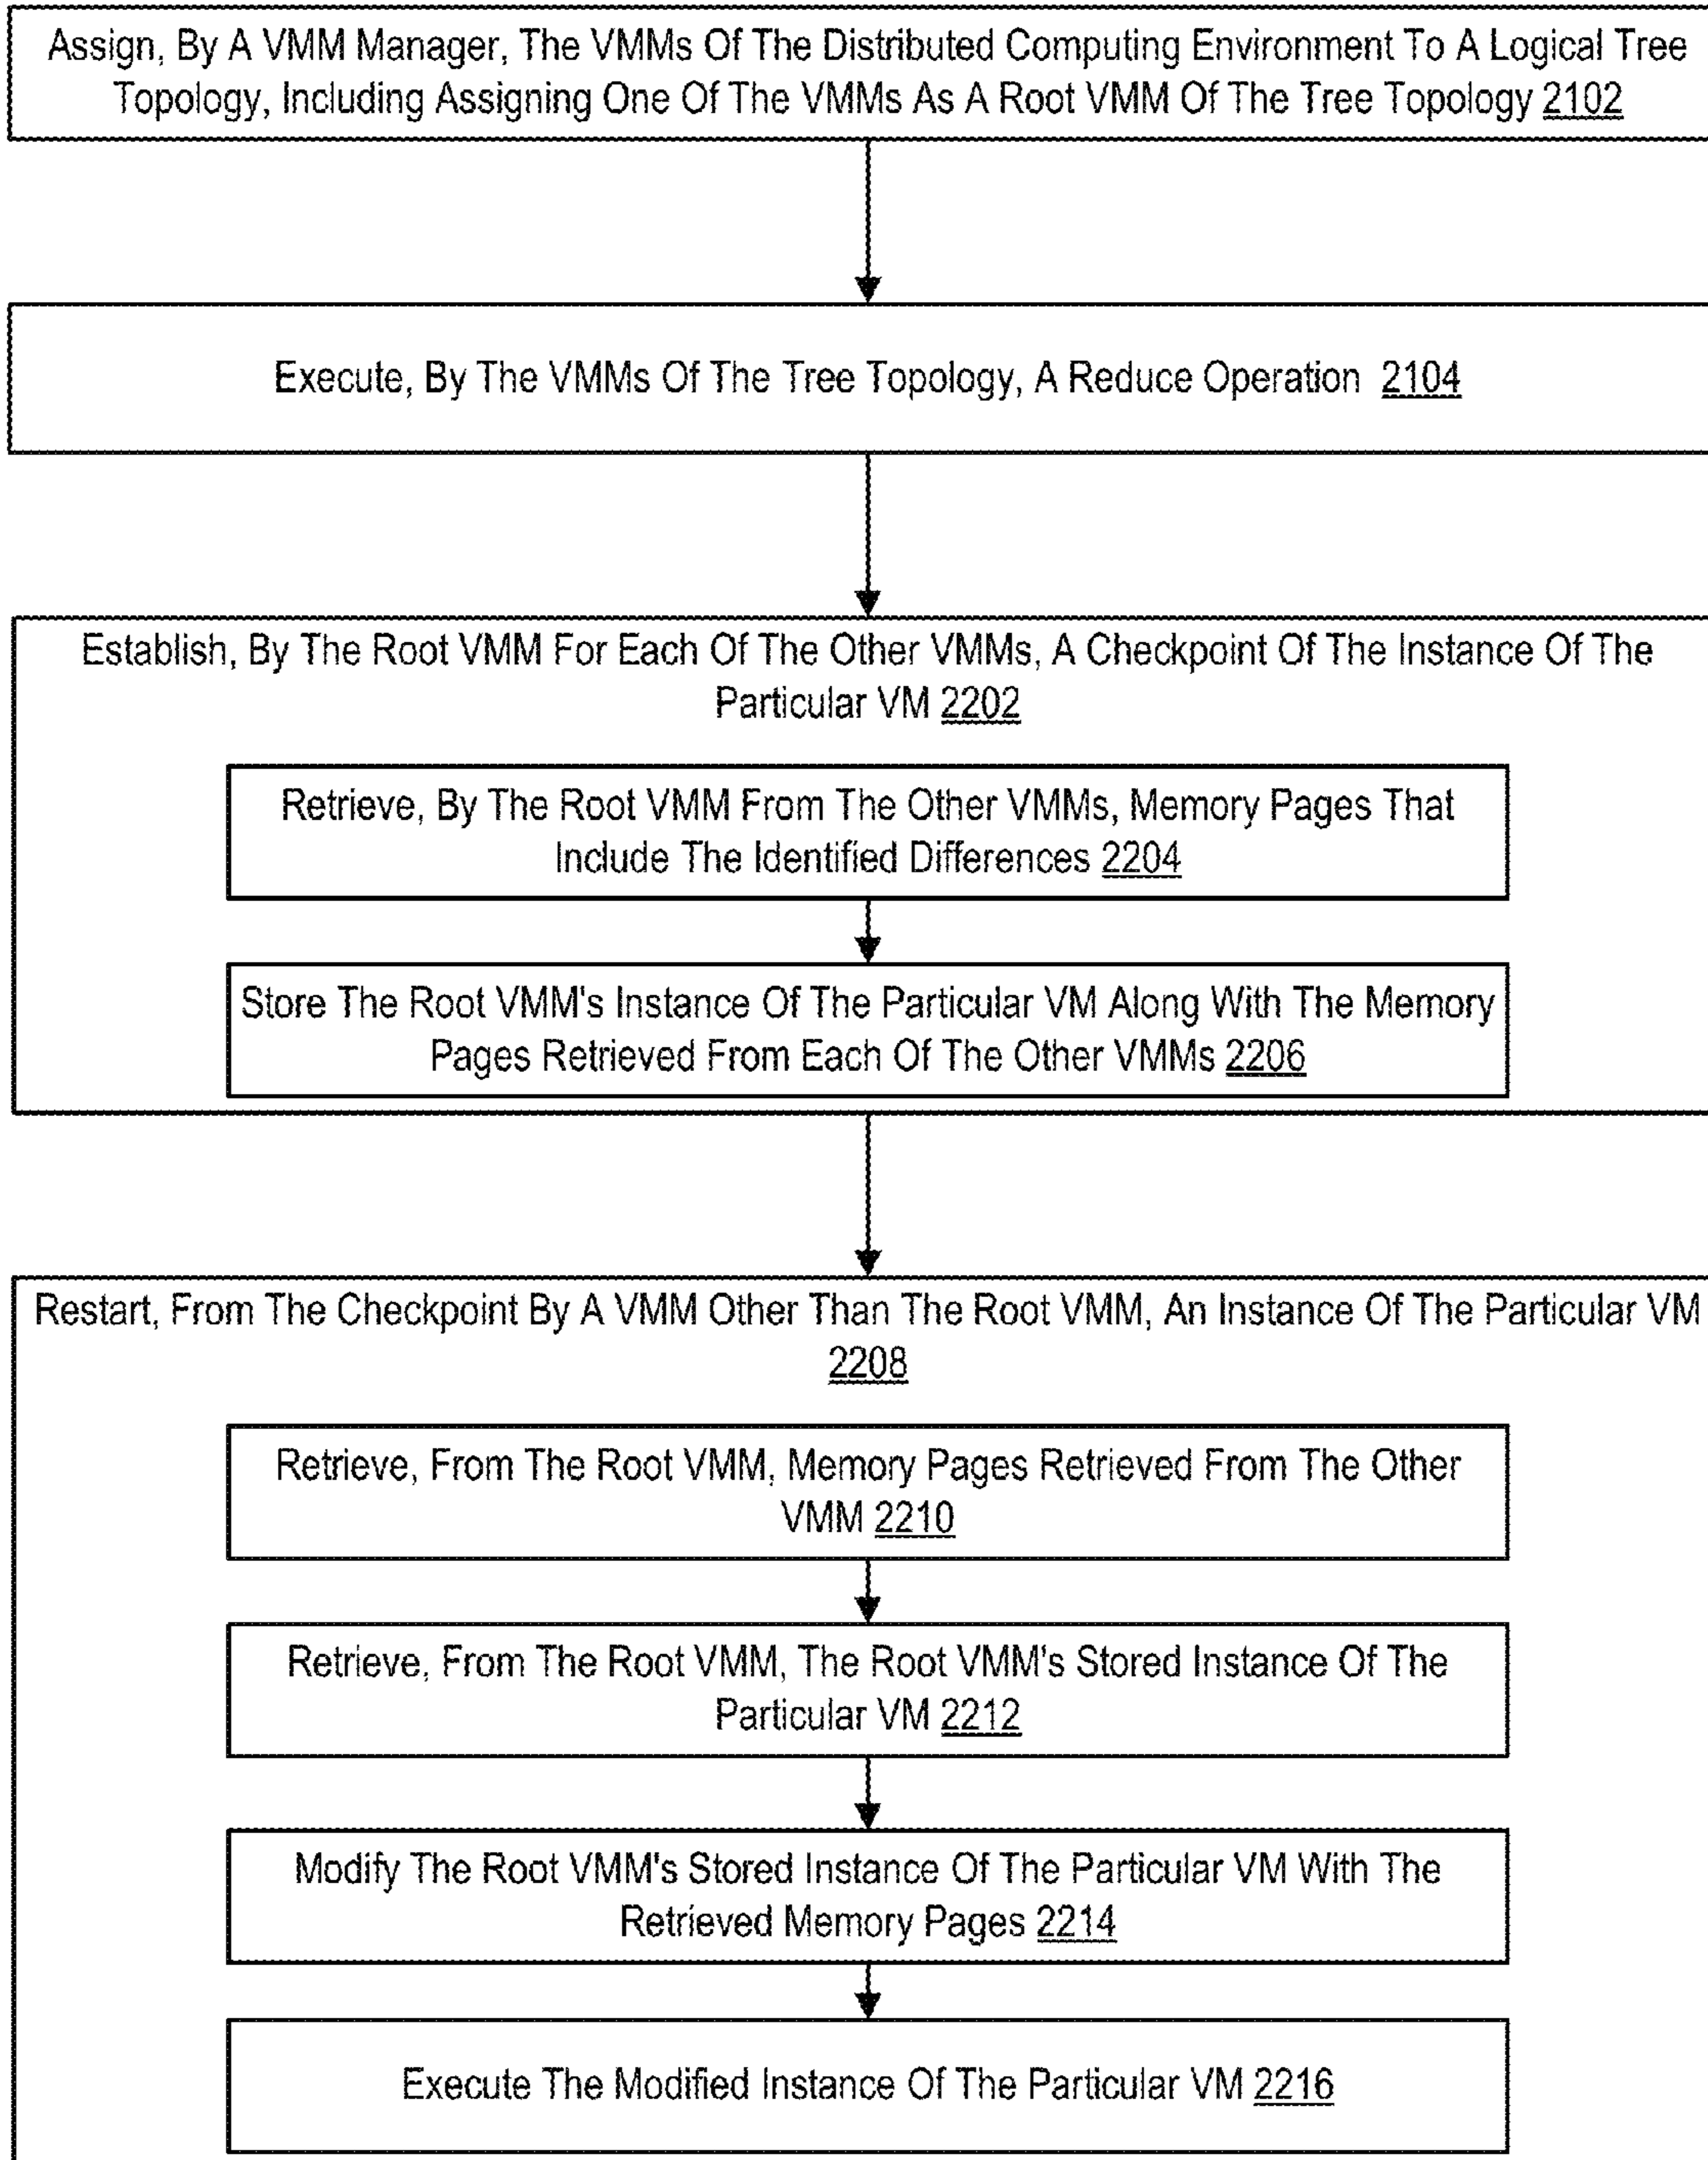 Assign, By A VMM Manager, The VMMs Of The Distributed Computing Environment To A Logical Tree
Topology, Including Assigning One Of The VMMs As A Root VMM Of The Tree Topology 2102
Execute, By The VMMs Of The Tree Topology, A Reduce Operation 2104
Establish, By The Root VMM For Each Of The Other VMMs, A Checkpoint Of The Instance Of The
Particular VM 2202
Retrieve, By The Root VMM From The Other VMMs, Memory Pages That
Include The Identified Differences 2204
Store The Root VMM's Instance Of The Particular VM Along With The Memory
Pages Retrieved From Each Of The Other VMMs 2206
Restart, From The Checkpoint By A VMM Other Than The Root VMM, An Instance Of The Particular VM
2208
Retrieve, From The Root VMM, Memory Pages Retrieved From The Other
VMM 2210
Retrieve, From The Root VMM, The Root VMM's Stored Instance Of The
Particular VM 2212
Modify The Root VMM's Stored Instance Of The Particular VM With The
Retrieved Memory Pages 2214
Execute The Modified Instance Of The Particular VM 2216